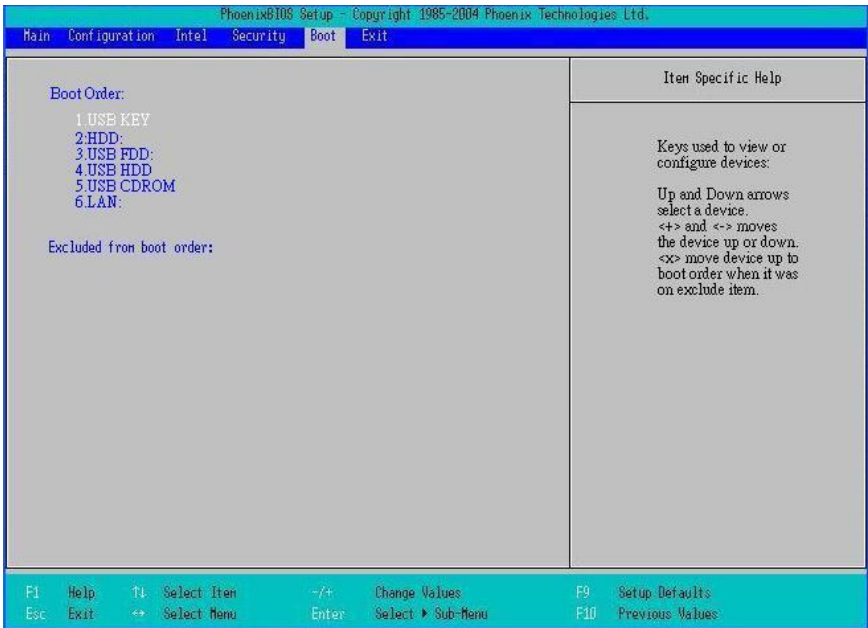 PhoenixBIOS Setup - Copyright 1985-2004 Phoenix Technologies Ltd.
Main Configuration Intel Security Boot Exit
Item Specific Help
Boot Order:
1.USB KEY
2:HDD:
3.USB FDD:
4.USB HDD
5.USB CDROM
6.LAN:
Excluded from boot order:
Keys used to view or
configure devices:
Up and Down arrows
select a device.
<+> and <-> moves
the device up or down.
<x> move device up to
boot order when it was
on exclude item.
F1 Help ↑↓ Select Item -/+ Change Values F9 Setup Defaults
Esc Exit ↔ Select Menu Enter Select ▶ Sub-Menu F10 Previous Values